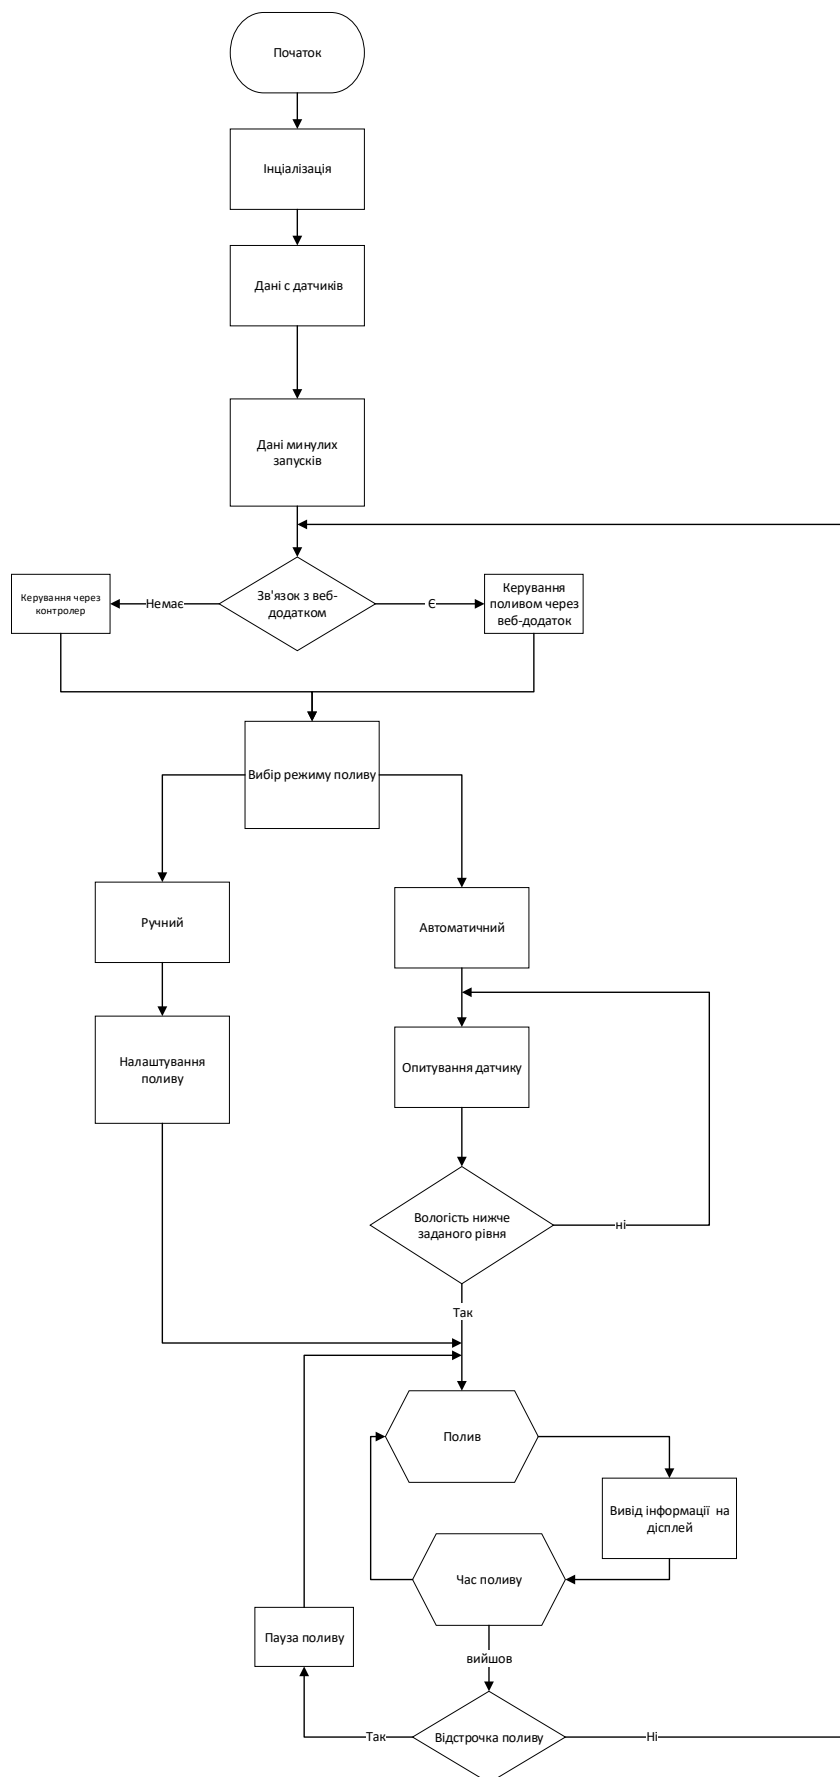 Початок
Інціалізація
Дані с датчиків
Дані минулих
запусків
Зв'язок з веб-
додатком
Немає
Є
Керування через
контролер
Керування
поливом через
веб-додаток
Вибір режиму поливу
Ручний
Автоматичний
Налаштування
поливу
Опитування датчику
Вологість нижче
заданого рівня
ні
Так
Полив
Вивід інформації на
дісплей
Час поливу
Пауза поливу
вийшов
Відстрочка поливу
Так
Ні